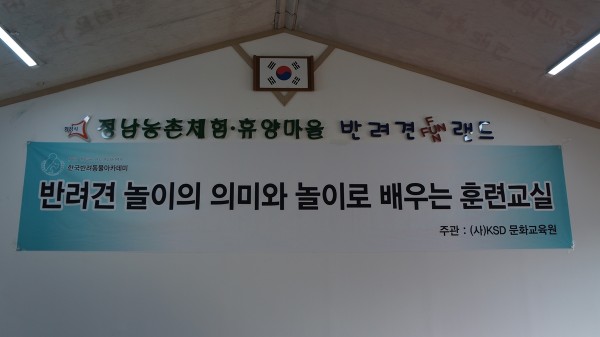 정남농촌체험·휴양마을 반려견 FUN 랜드
한국반려동물아카데미
반려견 놀이의 의미와 놀이로 배우는 훈련교실
주관 : (사)KSD 문화교육원